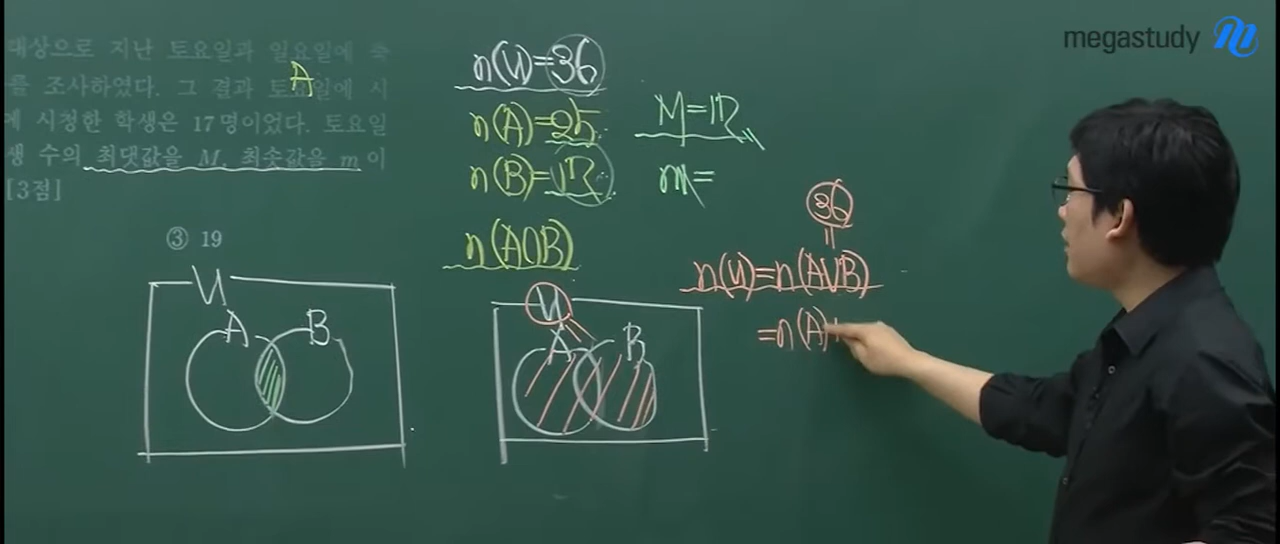 megastudy
대상으로 지난 토요일과 일요일에 축
를 조사하였다. 그 결과 토요일에 시
A
에 시청한 학생은 17명이었다. 토요일
생 수의 최댓값을 M, 최솟값을 m이
[3점]
③ 19
n(U)=36
n(A)=25
n(B)=17
n(A∩B)
M=17
m=
U
A B
U
A B
36
n(U)=n(A∪B)
=n(A)+